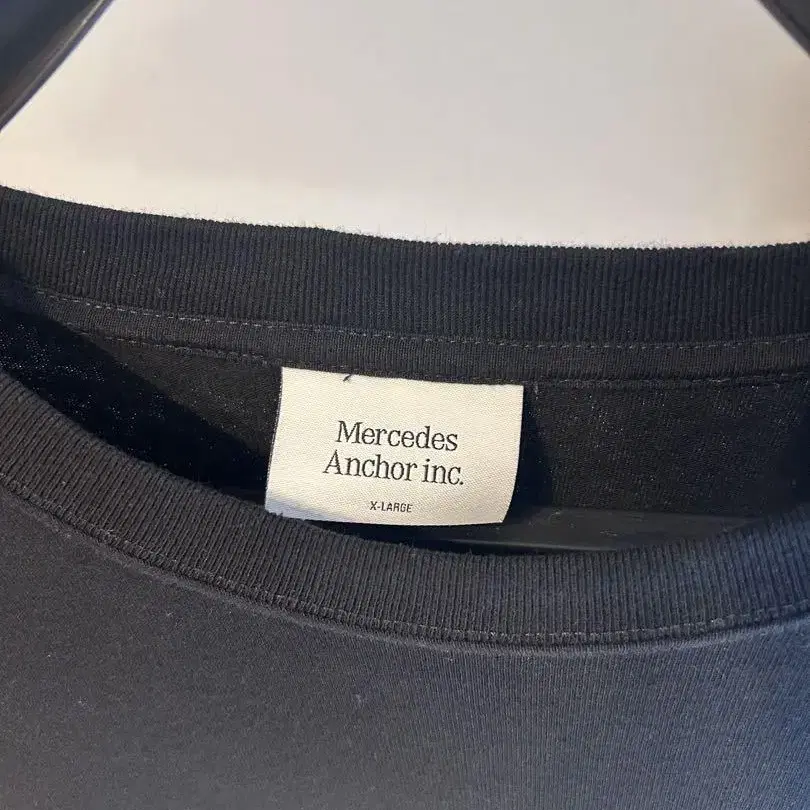 Mercedes
Anchor inc.
X-LARGE